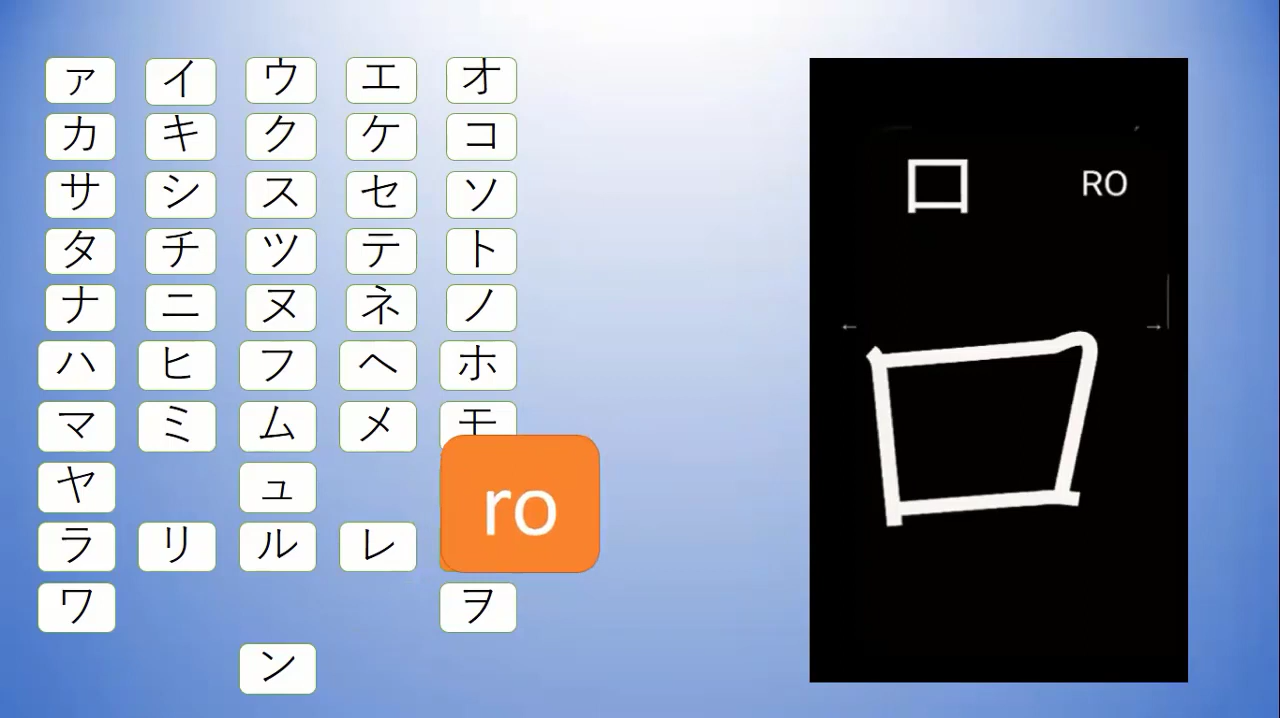 ァ イ ウ エ オ
カ キ ク ケ コ
サ シ ス セ ソ
タ チ ツ テ ト
ナ ニ ヌ ネ ノ
ハ ヒ フ ヘ ホ
マ ミ ム メ モ
ヤ ュ
ro
ラ リ ル レ
ワ ヲ
ン
ロ RO
← →
ロ